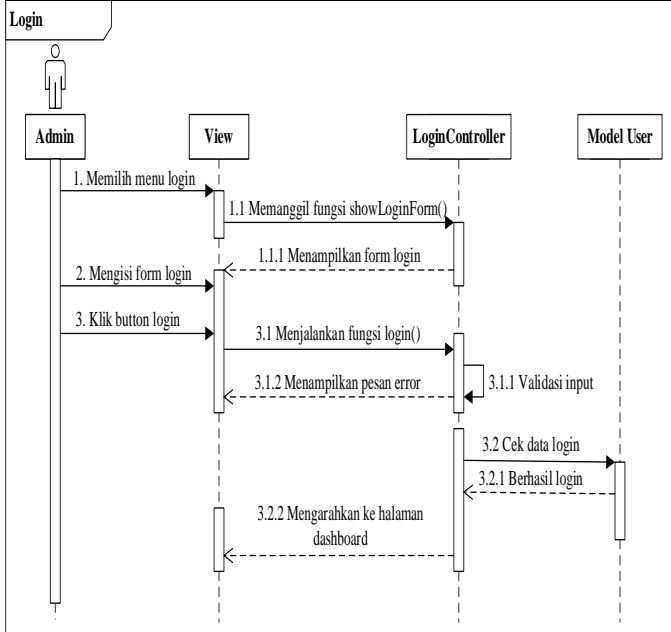 Login
Admin
View
LoginController
Model User
1. Memilih menu login
1.1 Memanggil fungsi showLoginForm()
1.1.1 Menampilkan form login
2. Mengisi form login
3. Klik button login
3.1 Menjalankan fungsi login()
3.1.1 Validasi input
3.1.2 Menampilkan pesan error
3.2 Cek data login
3.2.1 Berhasil login
3.2.2 Mengarahkan ke halaman
dashboard